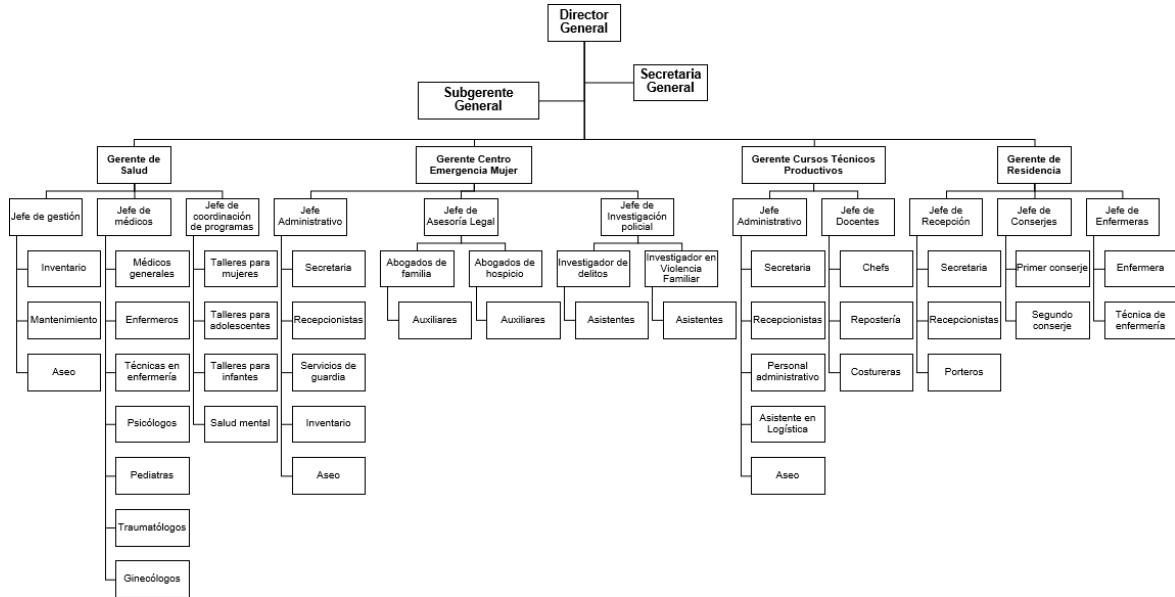 Director
General
Secretaria
General
Subgerente
General
Gerente de
Salud
Gerente Centro
Emergencia Mujer
Gerente Cursos Técnicos
Productivos
Gerente de
Residencia
Jefe de gestión
Jefe de
médicos
Jefe de
coordinación
de programas
Jefe
Administrativo
Jefe de
Asesoría Legal
Jefe de
Investigación
policial
Jefe
Administrativo
Jefe de
Docentes
Jefe de
Recepción
Jefe de
Conserjes
Jefe de
Enfermeras
Inventario
Mantenimiento
Aseo
Médicos
generales
Enfermeros
Técnicas en
enfermería
Psicólogos
Pediatras
Traumatólogos
Ginecólogos
Talleres para
mujeres
Talleres para
adolescentes
Talleres para
infantes
Salud mental
Secretaria
Recepcionistas
Servicios de
guardia
Inventario
Aseo
Abogados de
familia
Auxiliares
Abogados de
hospicio
Auxiliares
Investigador de
delitos
Asistentes
Investigador en
Violencia
Familiar
Asistentes
Secretaria
Recepcionistas
Personal
administrativo
Asistente en
Logística
Aseo
Chefs
Repostería
Costureras
Secretaria
Recepcionistas
Porteros
Primer conserje
Segundo
conserje
Enfermera
Técnica de
enfermería